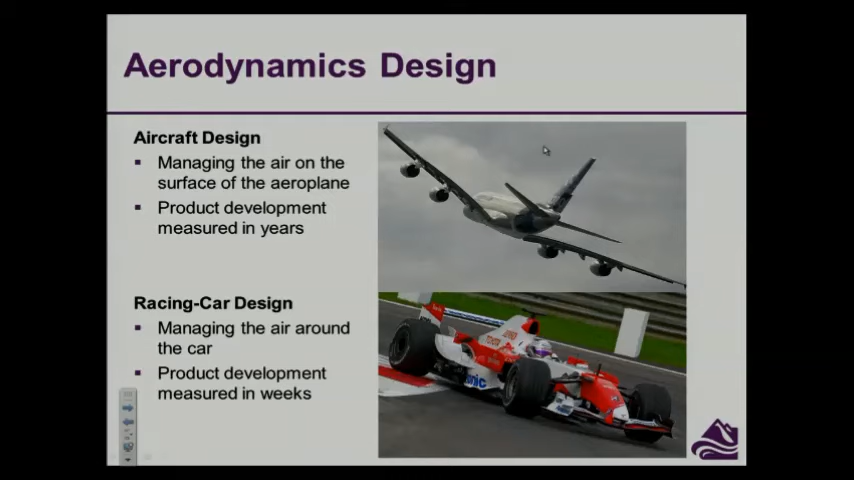 Aerodynamics Design
Aircraft Design
Managing the air on the
surface of the aeroplane
Product development
measured in years
Racing-Car Design
Managing the air around
the car
Product development
measured in weeks